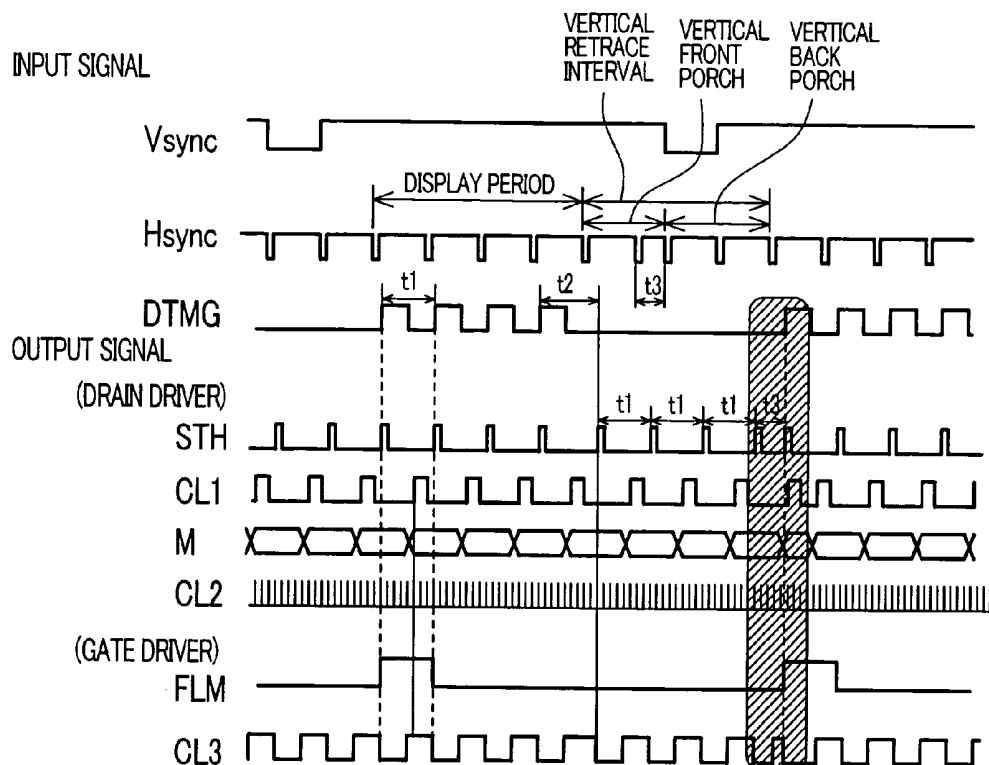 VERTICAL
RETRACE
INTERVAL
VERTICAL
FRONT
PORCH
VERTICAL
BACK
PORCH
INPUT SIGNAL
Vsync
DISPLAY PERIOD
Hsync
t1
t2
t3
DTMG
OUTPUT SIGNAL
(DRAIN DRIVER)
t1
t1
t1
t3
STH
CL1
M
CL2
(GATE DRIVER)
FLM
CL3